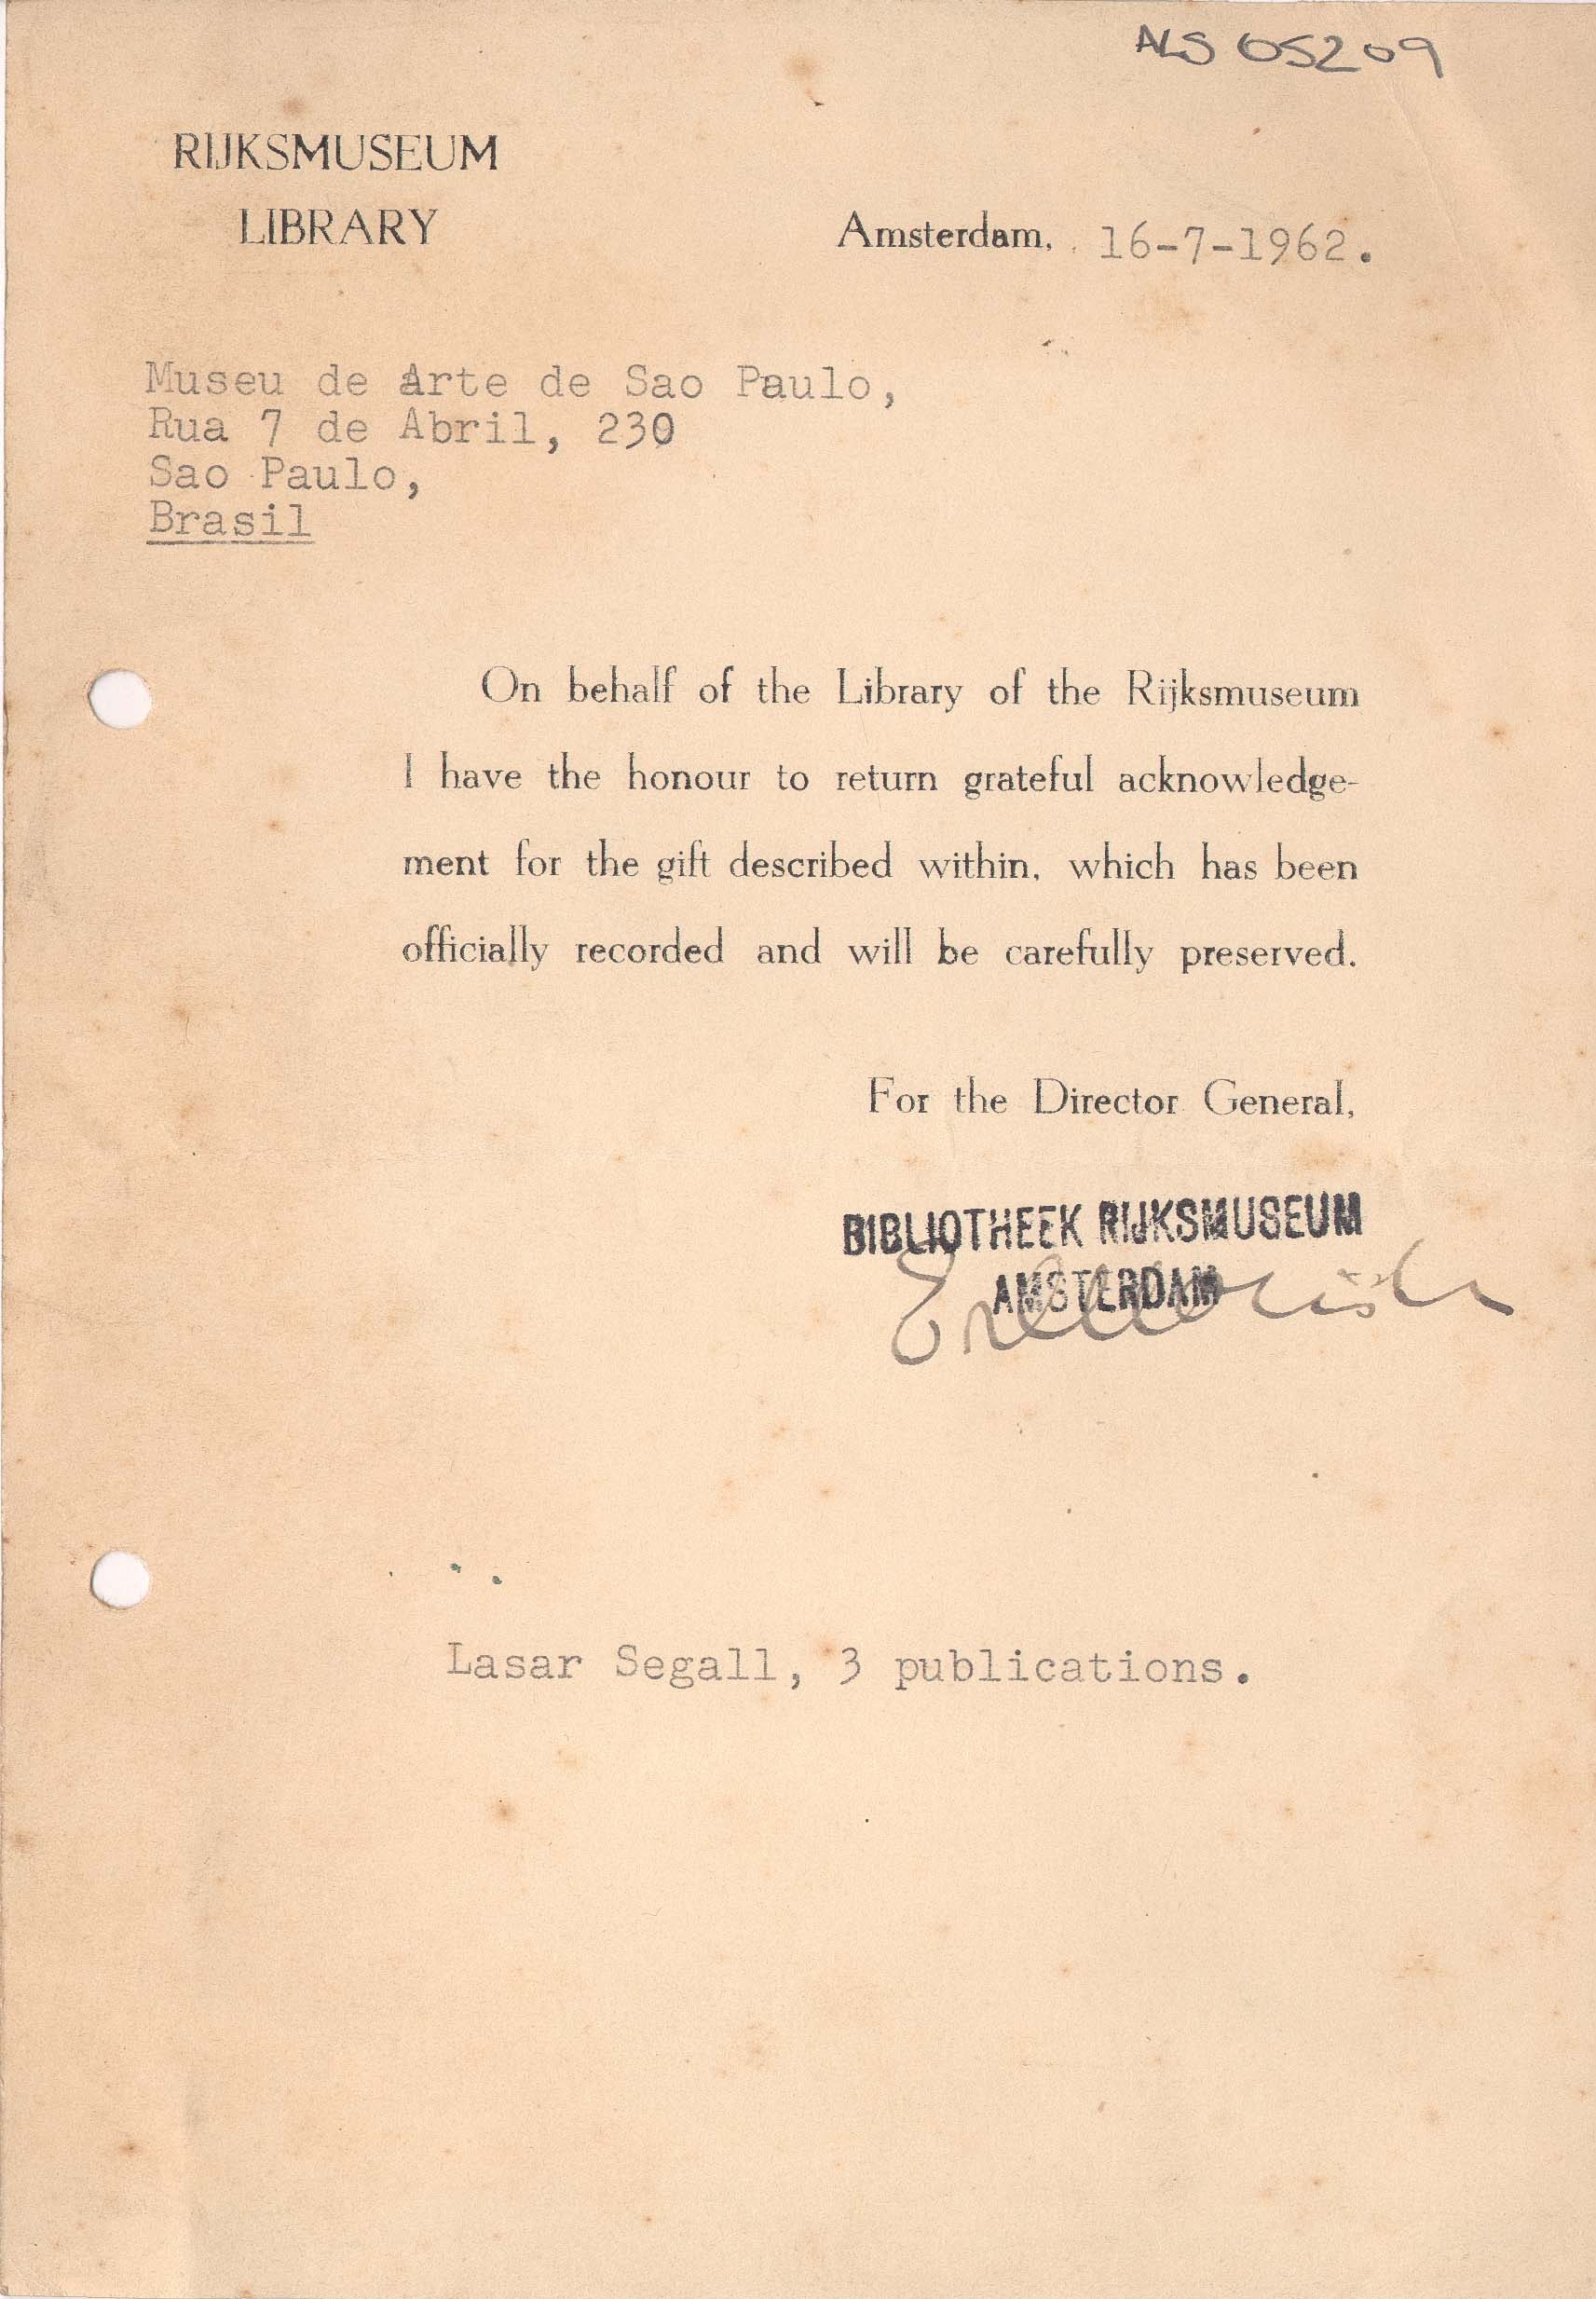 ALS 05209
RIJKSMUSEUM
LIBRARY
Amsterdam, 16-7-1962.
Museu de Arte de Sao Paulo,
Rua 7 de Abril, 230
Sao Paulo,
Brasil
On behalf of the Library of the Rijksmuseum
I have the honour to return grateful acknowledge-
ment for the gift described within, which has been
officially recorded and will be carefully preserved.
For the Director General,
BIBLIOTHEEK RIJKSMUSEUM
AMSTERDAM
Lasar Segall, 3 publications.